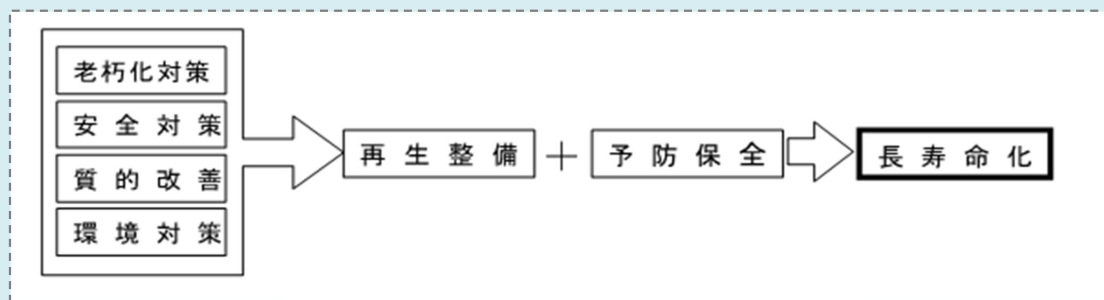 老朽化対策
安全対策
質的改善
環境対策
再生整備
＋
予防保全
長寿命化